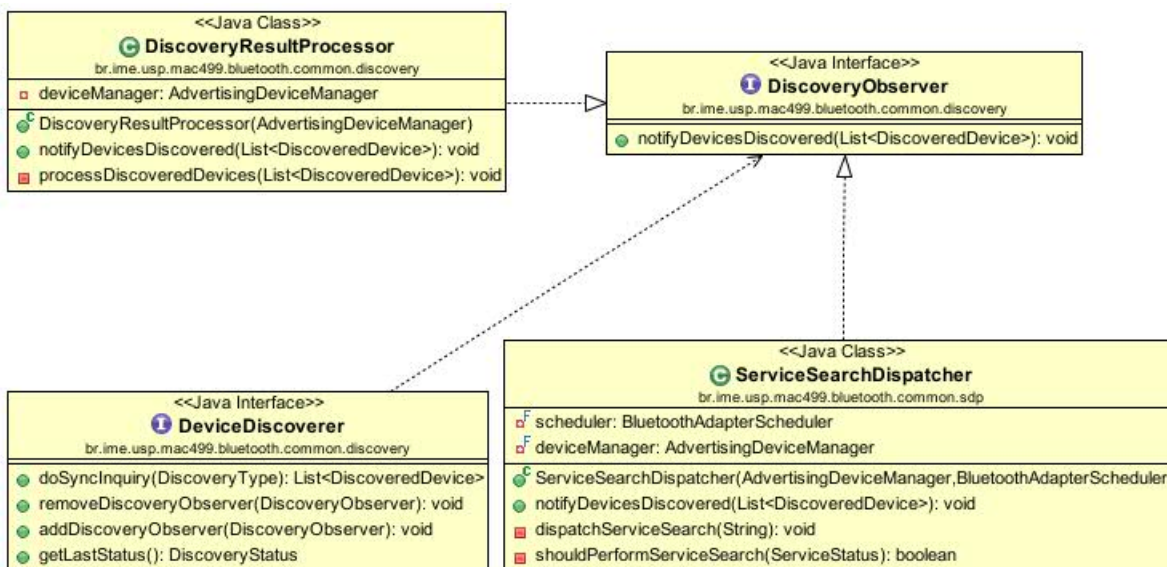 <<Java Class>>
DiscoveryResultProcessor
br.ime.usp.mac499.bluetooth.common.discovery
deviceManager: AdvertisingDeviceManager
DiscoveryResultProcessor(AdvertisingDeviceManager)
notifyDevicesDiscovered(List<DiscoveredDevice>): void
processDiscoveredDevices(List<DiscoveredDevice>): void
<<Java Interface>>
DiscoveryObserver
br.ime.usp.mac499.bluetooth.common.discovery
notifyDevicesDiscovered(List<DiscoveredDevice>): void
<<Java Interface>>
DeviceDiscoverer
br.ime.usp.mac499.bluetooth.common.discovery
doSyncInquiry(DiscoveryType): List<DiscoveredDevice>
removeDiscoveryObserver(DiscoveryObserver): void
addDiscoveryObserver(DiscoveryObserver): void
getLastStatus(): DiscoveryStatus
<<Java Class>>
ServiceSearchDispatcher
br.ime.usp.mac499.bluetooth.common.sdp
scheduler: BluetoothAdapterScheduler
deviceManager: AdvertisingDeviceManager
ServiceSearchDispatcher(AdvertisingDeviceManager,BluetoothAdapterScheduler
notifyDevicesDiscovered(List<DiscoveredDevice>): void
dispatchServiceSearch(String): void
shouldPerformServiceSearch(ServiceStatus): boolean